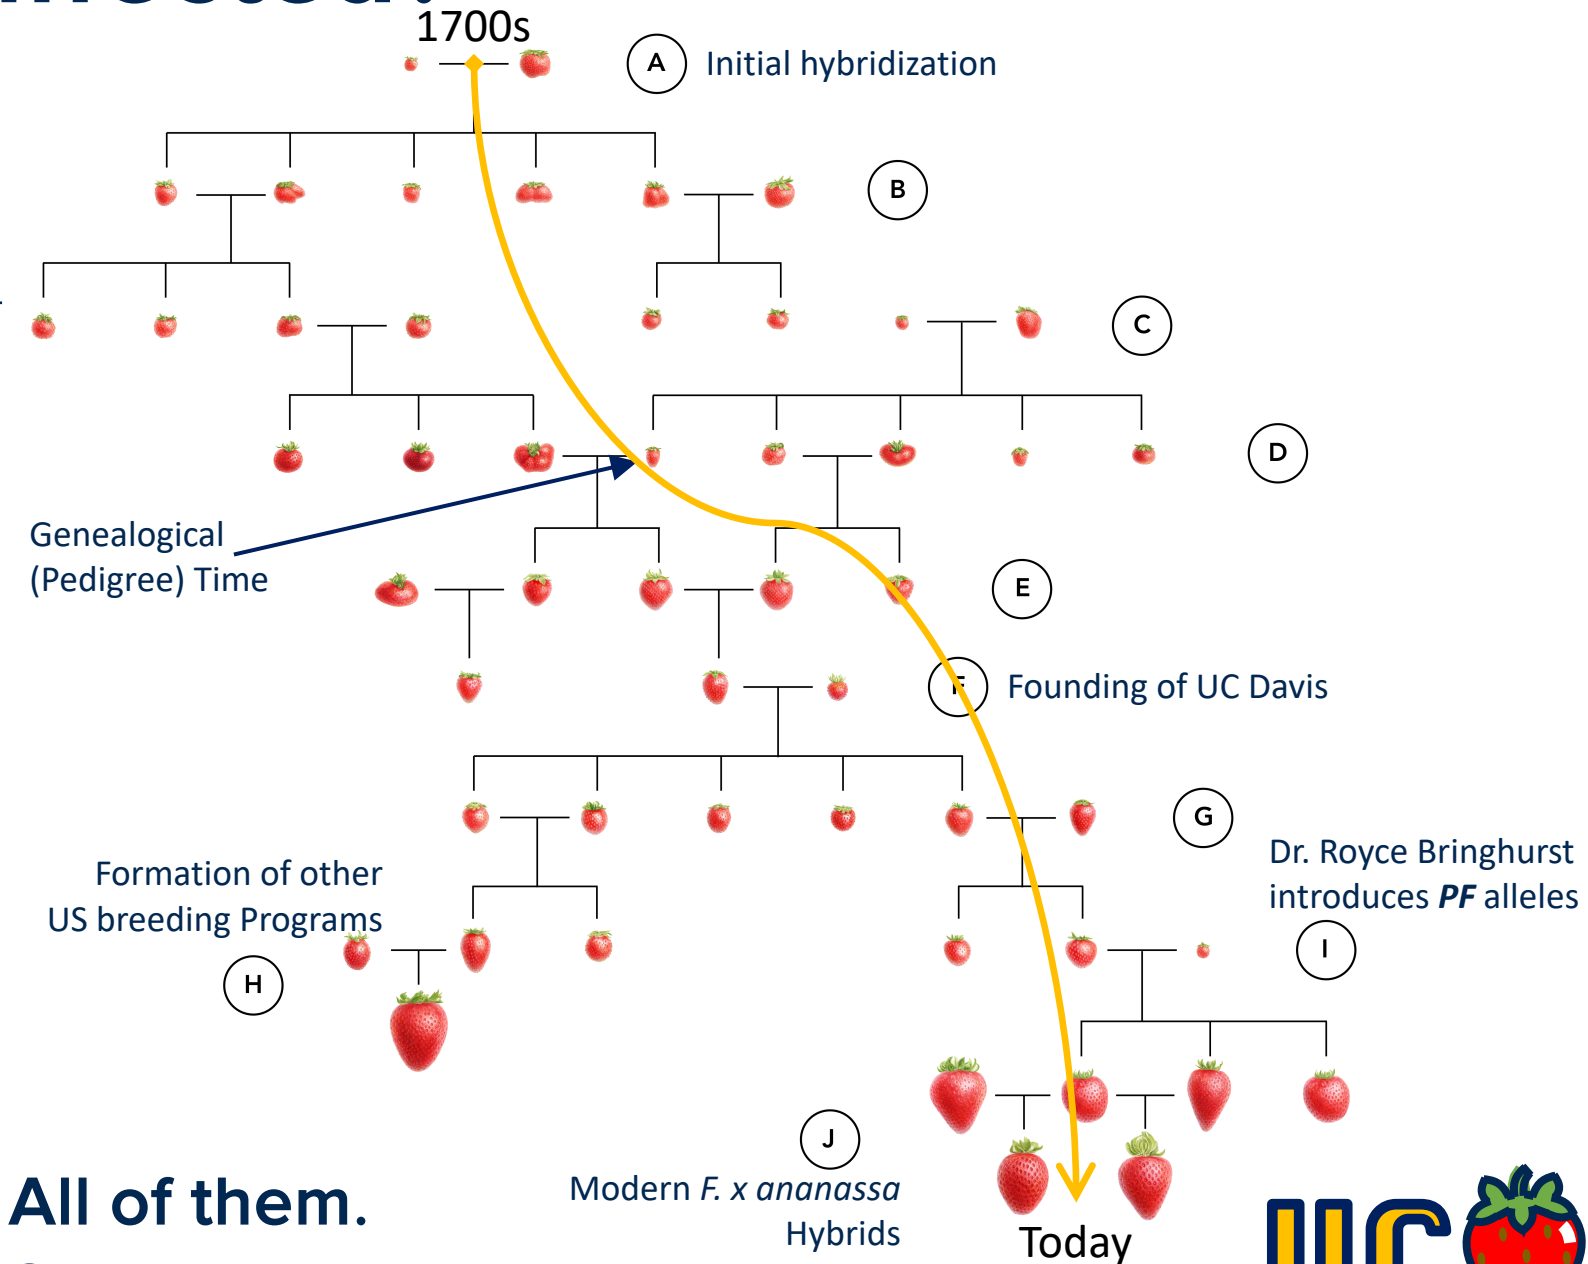 1700s
A Initial hybridization
B
C
D
Genealogical
(Pedigree) Time
E
F Founding of UC Davis
G
Dr. Royce Bringhurst
introduces PF alleles
Formation of other
US breeding Programs
I
H
J
Modern F. x ananassa
Hybrids
All of them.
Today
UC